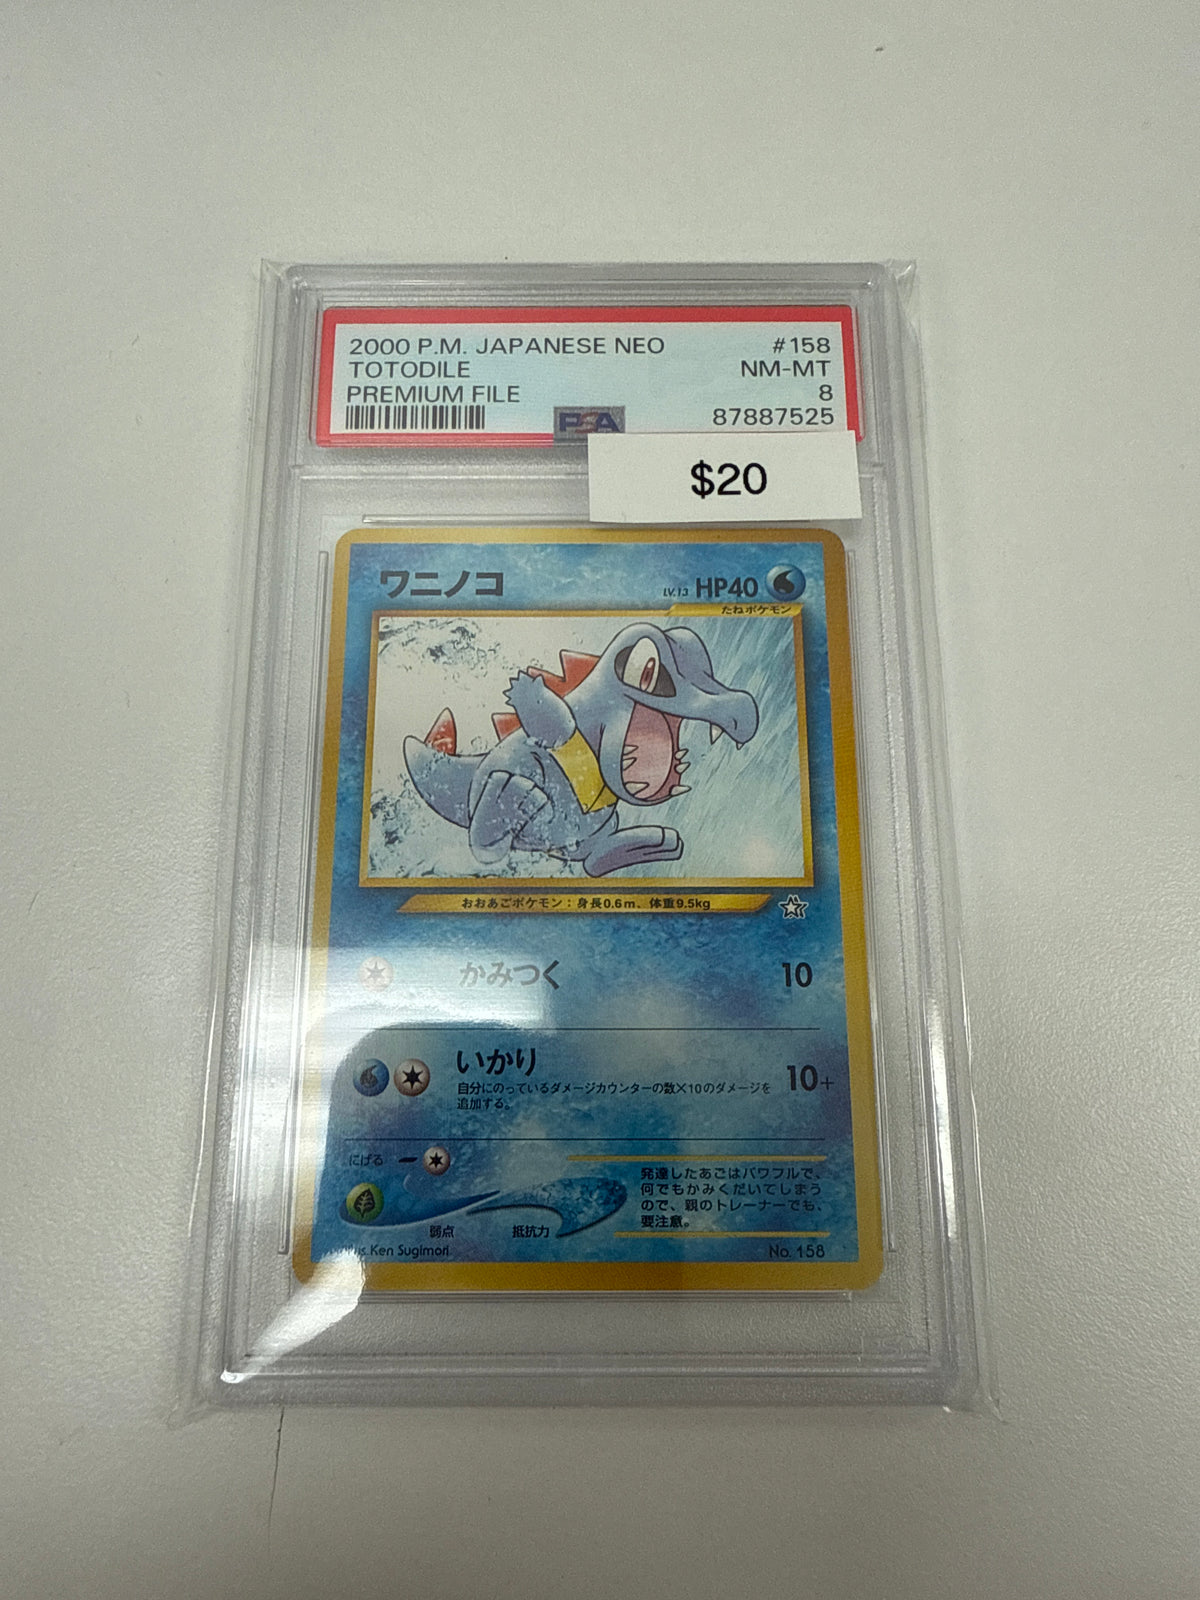 2000 P.M. JAPANESE NEO #158
TOTODILE NM-MT
PREMIUM FILE 8
PSA 87887525
$20
ワニノコ LV.13 HP40
たねポケモン
おおあごポケモン：身長0.6m、体重9.5kg
かみつく 10
いかり 10+
自分にのっているダメージカウンターの数×10のダメージを
追加する。
にげる
発達したあごはパワフルで、
何でもかみくだいてしまう
ので、親のトレーナーでも、
要注意。
弱点 抵抗力
Ken Sugimori No. 158